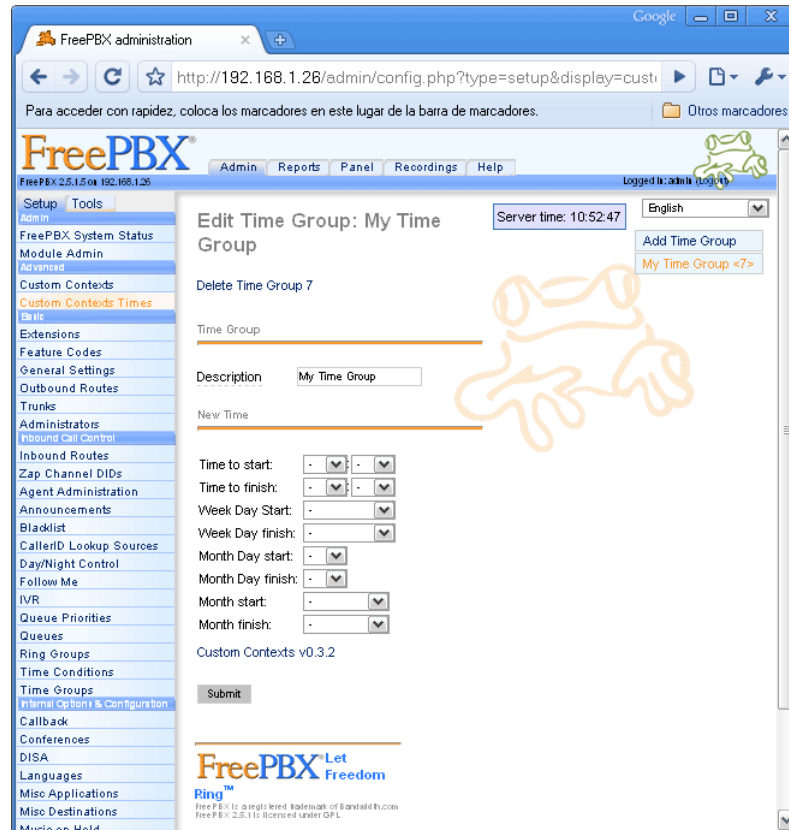 Google
FreePBX administration
http://192.168.1.26/admin/config.php?type=setup&display=cust
Para acceder con rapidez, coloca los marcadores en este lugar de la barra de marcadores.
Otros marcadores
FreePBX®
Admin Reports Panel Recordings Help
FreePBX 2.5.1.5 on 192.168.1.26
Logged in: admin (Logout)
Setup Tools
Admin
FreePBX System Status
Module Admin
Advanced
Custom Contexts
Custom Contexts Times
Basic
Extensions
Feature Codes
General Settings
Outbound Routes
Trunks
Administrators
Inbound Call Control
Inbound Routes
Zap Channel DIDs
Agent Administration
Announcements
Blacklist
CallerID Lookup Sources
Day/Night Control
Follow Me
IVR
Queue Priorities
Queues
Ring Groups
Time Conditions
Time Groups
Internal Options & Configuration
Callback
Conferences
DISA
Languages
Misc Applications
Misc Destinations
Music on Hold
Edit Time Group: My Time
Group
Server time: 10:52:47
English
Add Time Group
My Time Group <7>
Delete Time Group 7
Time Group
Description My Time Group
New Time
Time to start: - : -
Time to finish: - : -
Week Day Start: -
Week Day finish: -
Month Day start: -
Month Day finish: -
Month start: -
Month finish: -
Custom Contexts v0.3.2
Submit
FreePBX® Let
Freedom
Ring™
FreePBX is a registered trademark of Bandwidth.com
FreePBX 2.5.1 is licensed under GPL